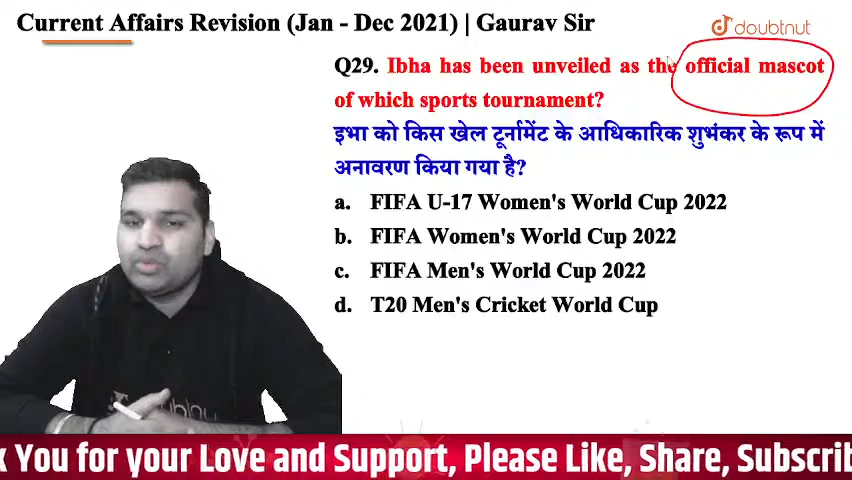 Current Affairs Revision (Jan - Dec 2021) | Gaurav Sir
doubtnut
Q29. Ibha has been unveiled as the official mascot
of which sports tournament?
इभा को किस खेल टूर्नामेंट के आधिकारिक शुभंकर के रूप में
अनावरण किया गया है?
a. FIFA U-17 Women's World Cup 2022
b. FIFA Women's World Cup 2022
c. FIFA Men's World Cup 2022
d. T20 Men's Cricket World Cup
k You for your Love and Support, Please Like, Share, Subscrib